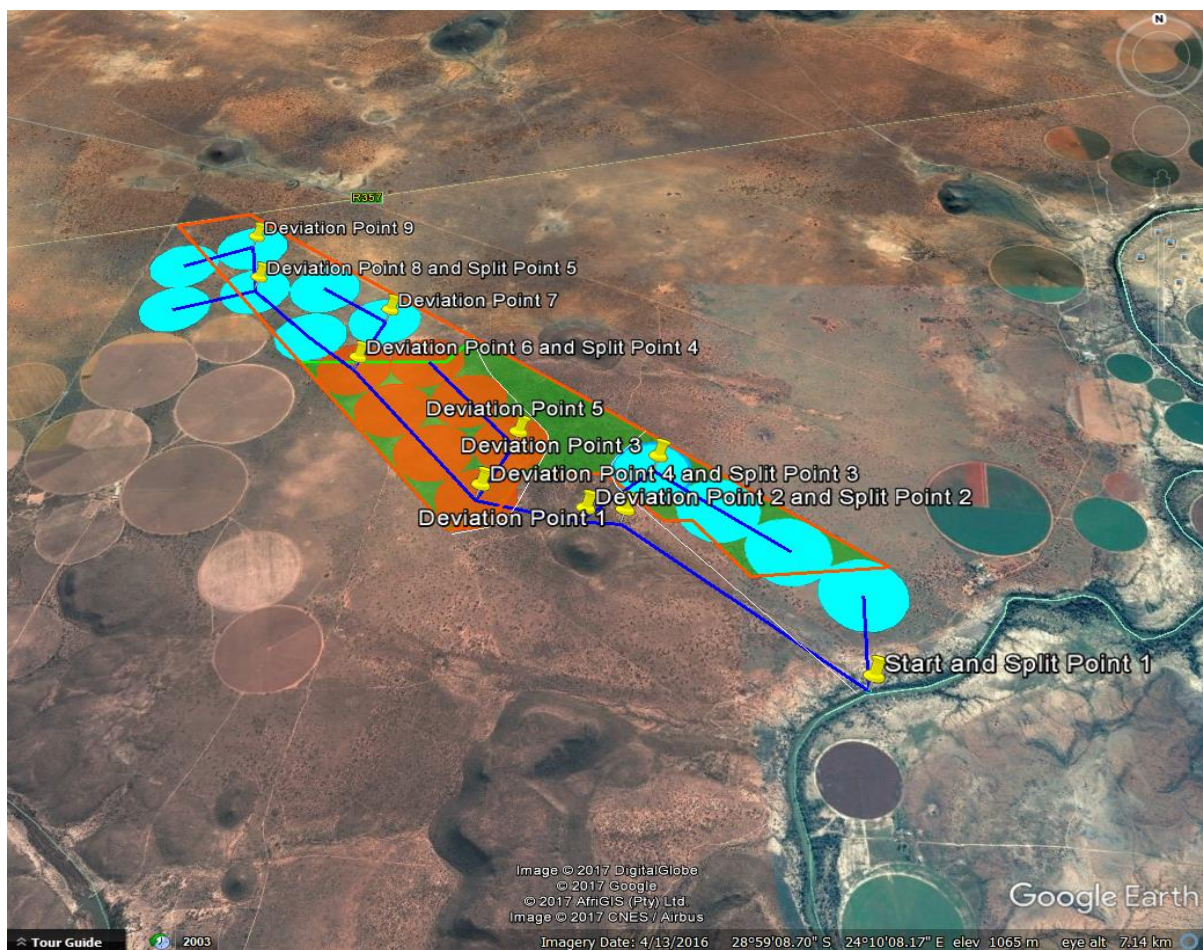 N
R357
Deviation Point 9
Deviation Point 8 and Split Point 5
Deviation Point 7
Deviation Point 6 and Split Point 4
Deviation Point 5
Deviation Point 3
Deviation Point 4 and Split Point 3
Deviation Point 2 and Split Point 2
Deviation Point 1
Start and Split Point 1
Image © 2017 DigitalGlobe
© 2017 Google
© 2017 AfriGIS (Pty) Ltd.
Image © 2017 CNES / Airbus
Google Earth
Tour Guide
2003
Imagery Date: 4/13/2016 28°59'08.70" S 24°10'08.17" E elev 1065 m eye alt 7.14 km